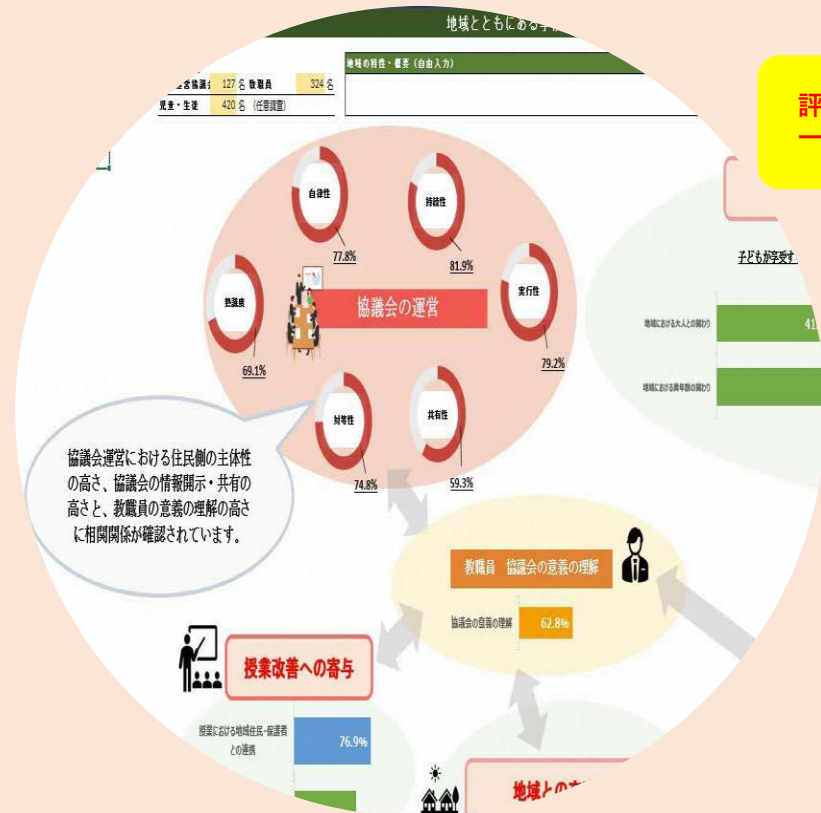 地域とともにある学校
評
地域の特性・概要（自由入力）
営協議会 127 名 教職員 324 名
児童・生徒 420 名 （任意調査）
自律性
77.8%
持続性
81.9%
熟議度
69.1%
協議会の運営
実行性
79.2%
対等性
74.8%
共有性
59.3%
子どもが享受す
地域における大人との関わり 41
地域における異年齢の関わり
協議会運営における住民側の主体性
の高さ、協議会の情報開示・共有の
高さと、教職員の意義の理解の高さ
に相関関係が確認されています。
教職員 協議会の意義の理解
協議会の意義の理解 62.8%
授業改善への寄与
授業における地域住民・保護者
との連携
76.9%
地域との